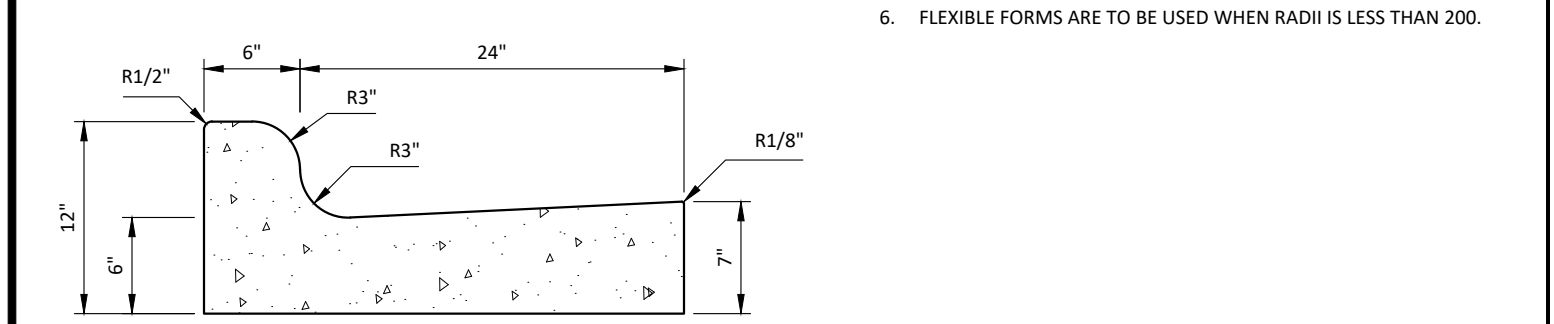 6. FLEXIBLE FORMS ARE TO BE USED WHEN RADII IS LESS THAN 200.
6"
24"
R1/2"
R3"
R3"
R1/8"
12"
6"
7"